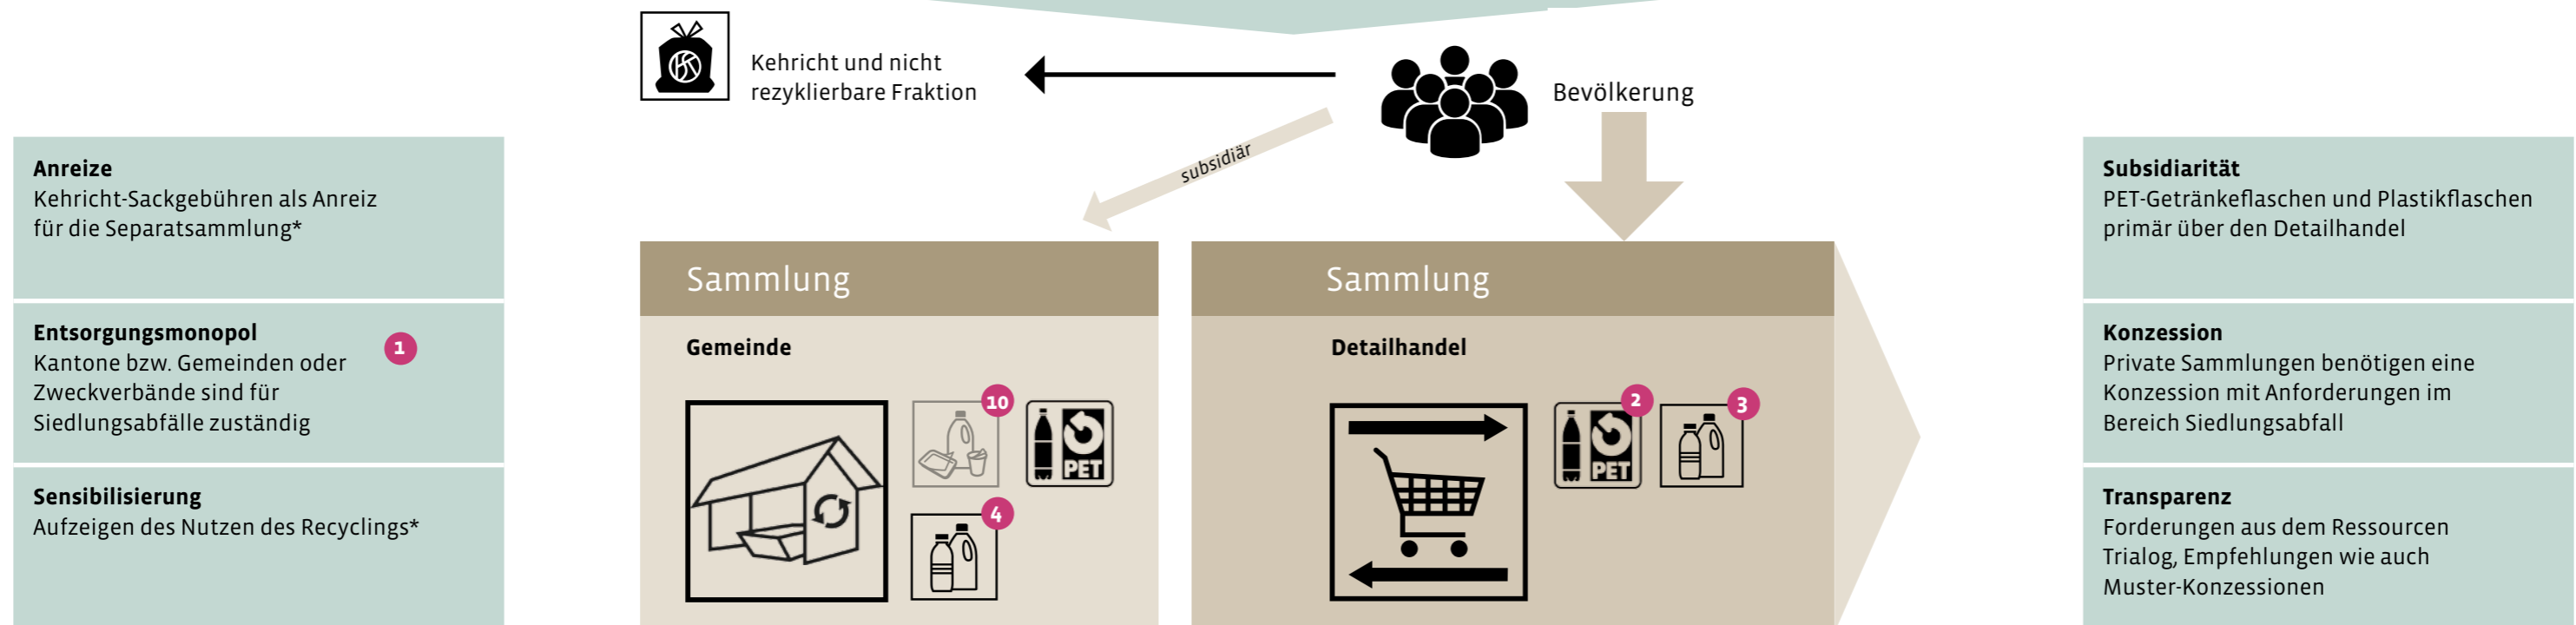 Kehricht und nicht
rezyklierbare Fraktion
Bevölkerung
subsidiär
Anreize
Kehricht-Sackgebühren als Anreiz
für die Separatsammlung*
Entsorgungsmonopol
1
Kantone bzw. Gemeinden oder
Zweckverbände sind für
Siedlungsabfälle zuständig
Sensibilisierung
Aufzeigen des Nutzen des Recyclings*
Sammlung
Gemeinde
10
PET
4
Sammlung
Detailhandel
2
PET
3
Subsidiarität
PET-Getränkeflaschen und Plastikflaschen
primär über den Detailhandel
Konzession
Private Sammlungen benötigen eine
Konzession mit Anforderungen im
Bereich Siedlungsabfall
Transparenz
Forderungen aus dem Ressourcen
Trialog, Empfehlungen wie auch
Muster-Konzessionen